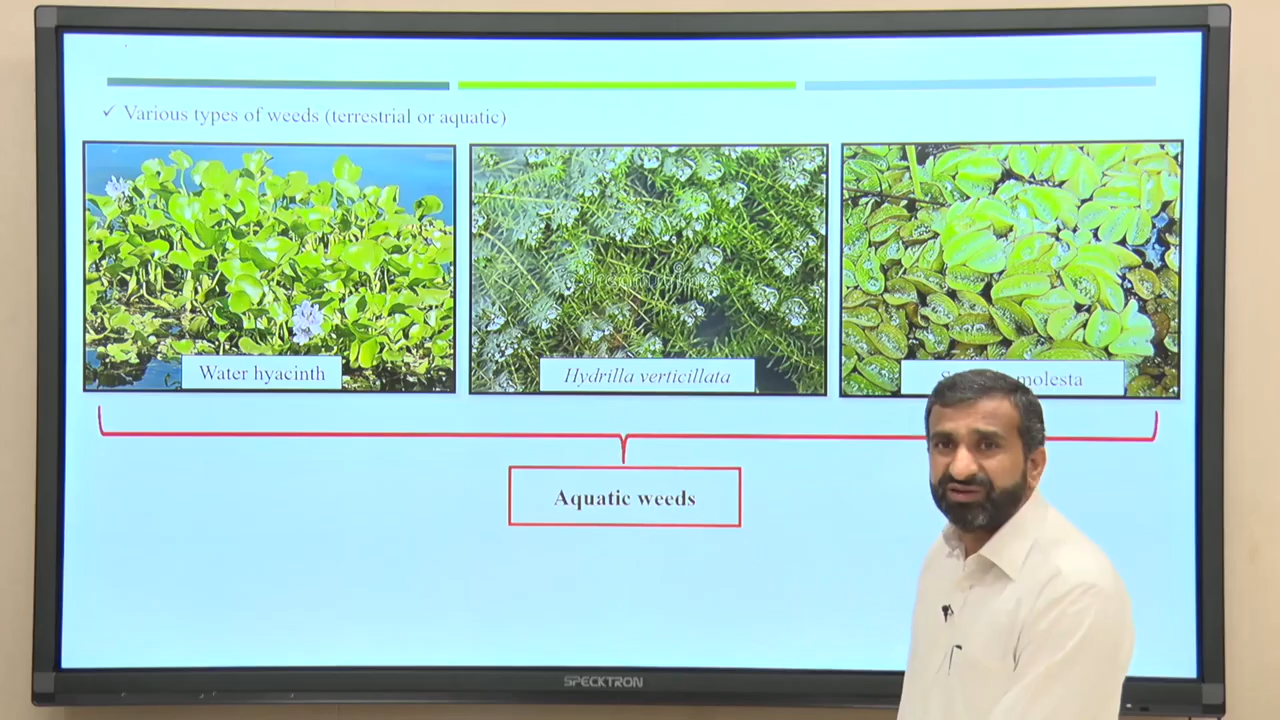 ✓ Various types of weeds (terrestrial or aquatic)
Water hyacinth
Hydrilla verticillata
molesta
Aquatic weeds
SPECKTRON